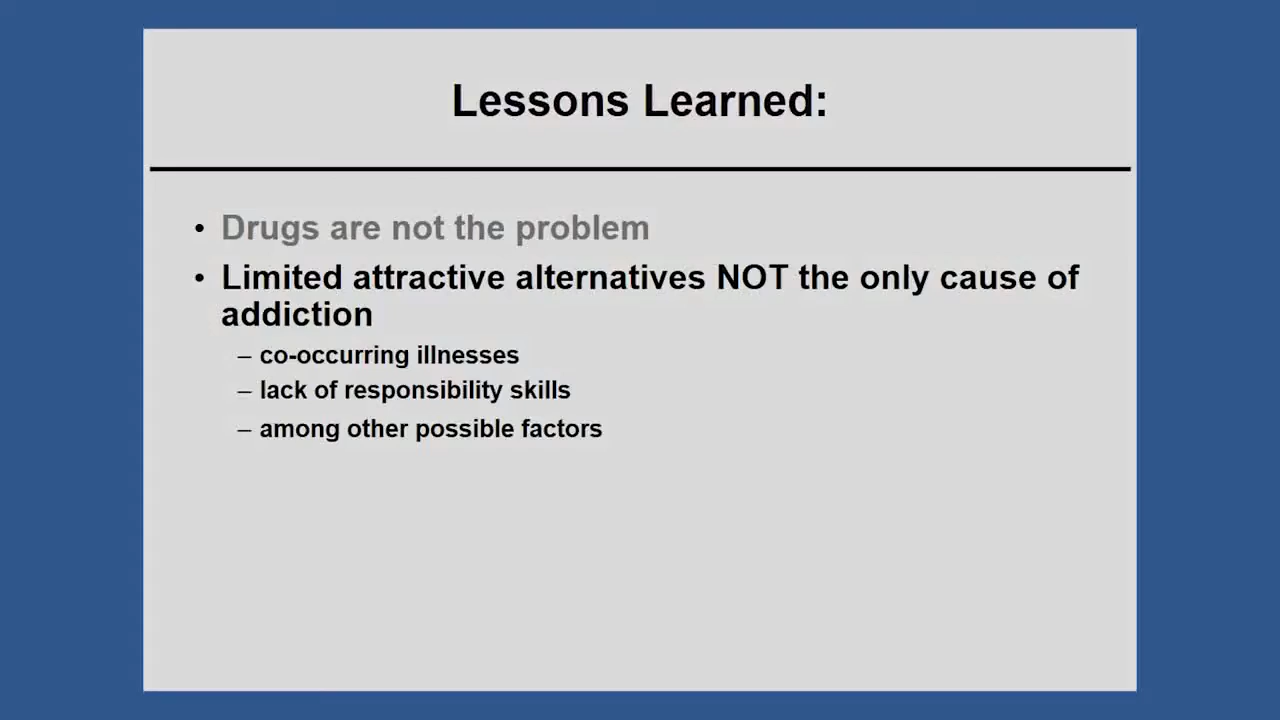 Lessons Learned:
• Drugs are not the problem
• Limited attractive alternatives NOT the only cause of
addiction
– co-occurring illnesses
– lack of responsibility skills
– among other possible factors